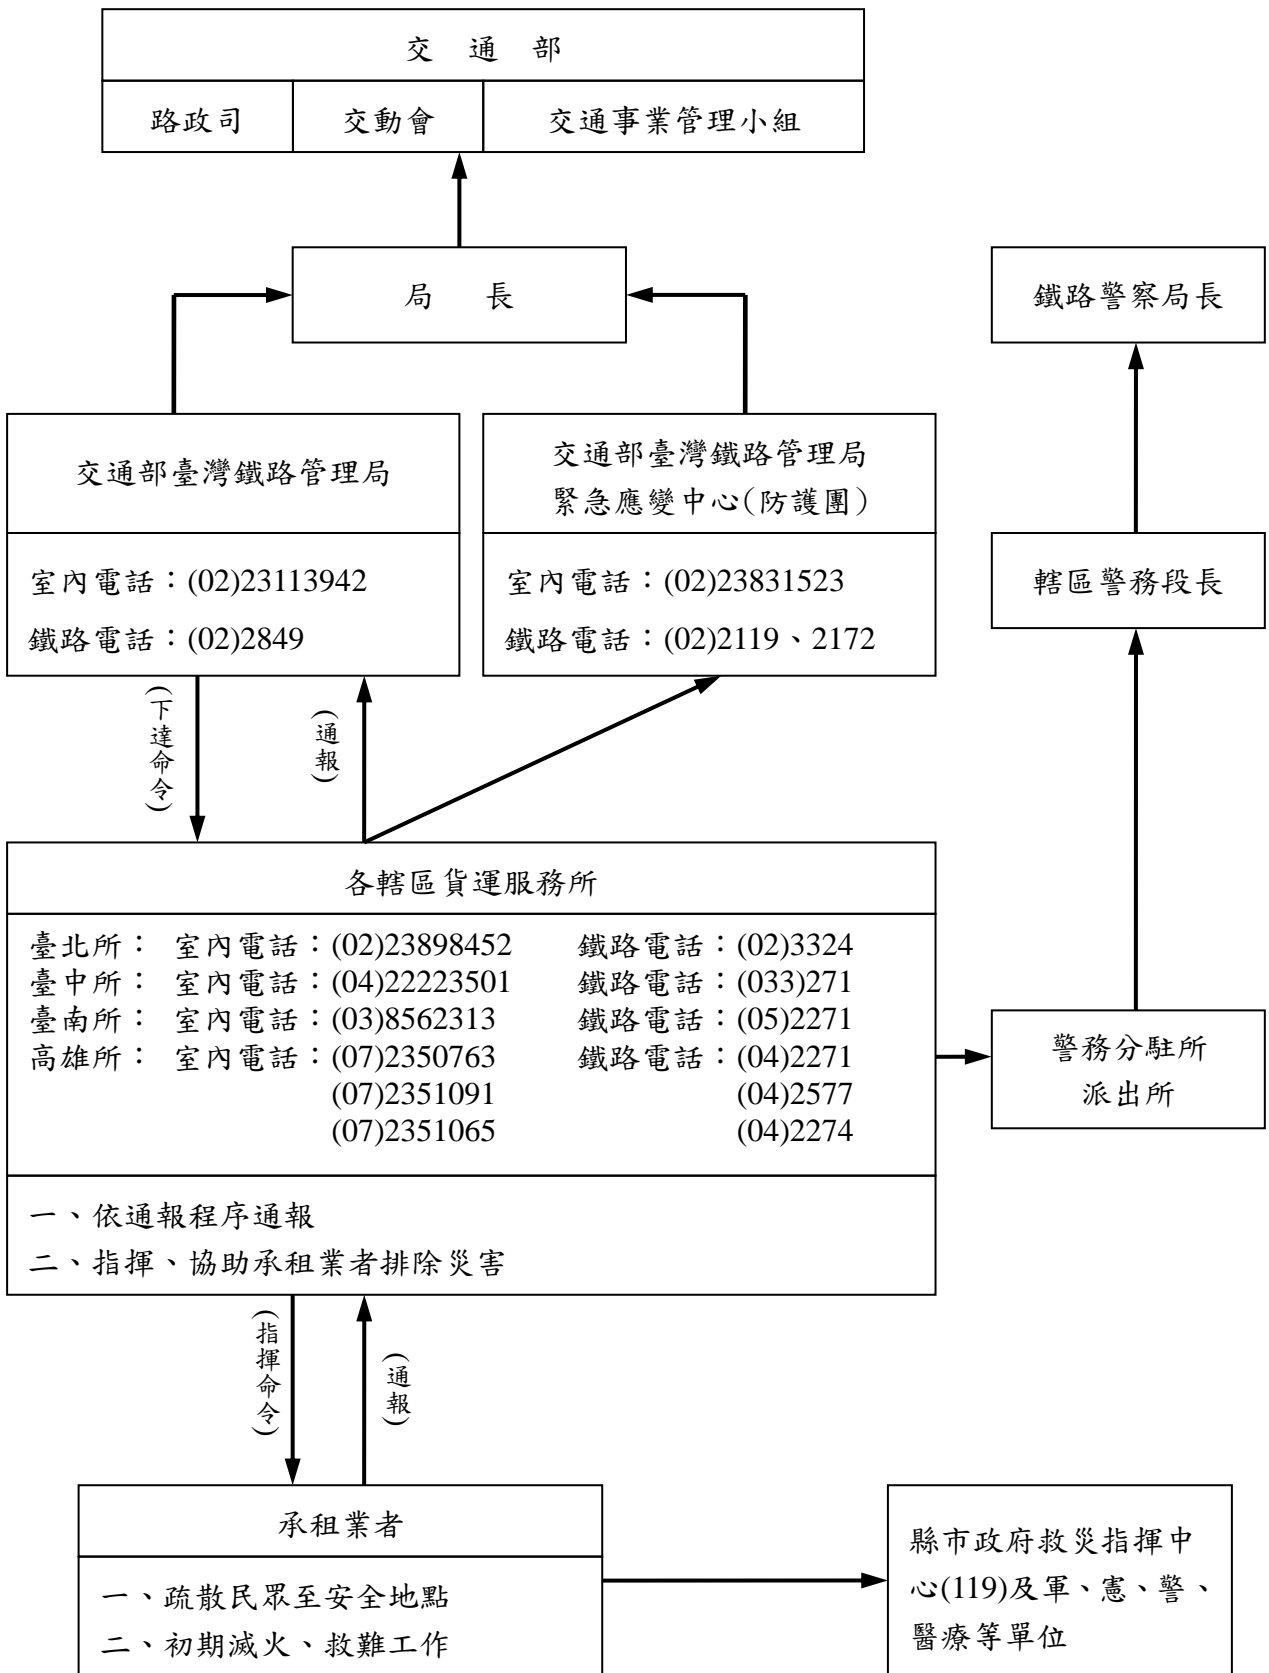 交 通 部
路政司 交動會 交通事業管理小組
局 長
鐵路警察局長
交通部臺灣鐵路管理局
室內電話：(02)23113942
鐵路電話：(02)2849
交通部臺灣鐵路管理局
緊急應變中心(防護團)
室內電話：(02)23831523
鐵路電話：(02)2119、2172
轄區警務段長
(下達命令)
(通報)
各轄區貨運服務所
臺北所： 室內電話：(02)23898452 鐵路電話：(02)3324
臺中所： 室內電話：(04)22223501 鐵路電話：(033)271
臺南所： 室內電話：(03)8562313 鐵路電話：(05)2271
高雄所： 室內電話：(07)2350763 鐵路電話：(04)2271
(07)2351091 (04)2577
(07)2351065 (04)2274
警務分駐所
派出所
一、依通報程序通報
二、指揮、協助承租業者排除災害
(指揮命令)
(通報)
承租業者
一、疏散民眾至安全地點
二、初期滅火、救難工作
縣市政府救災指揮中
心(119)及軍、憲、警、
醫療等單位